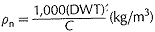 ρn = 1,000(DWT) / C (kg/m³)